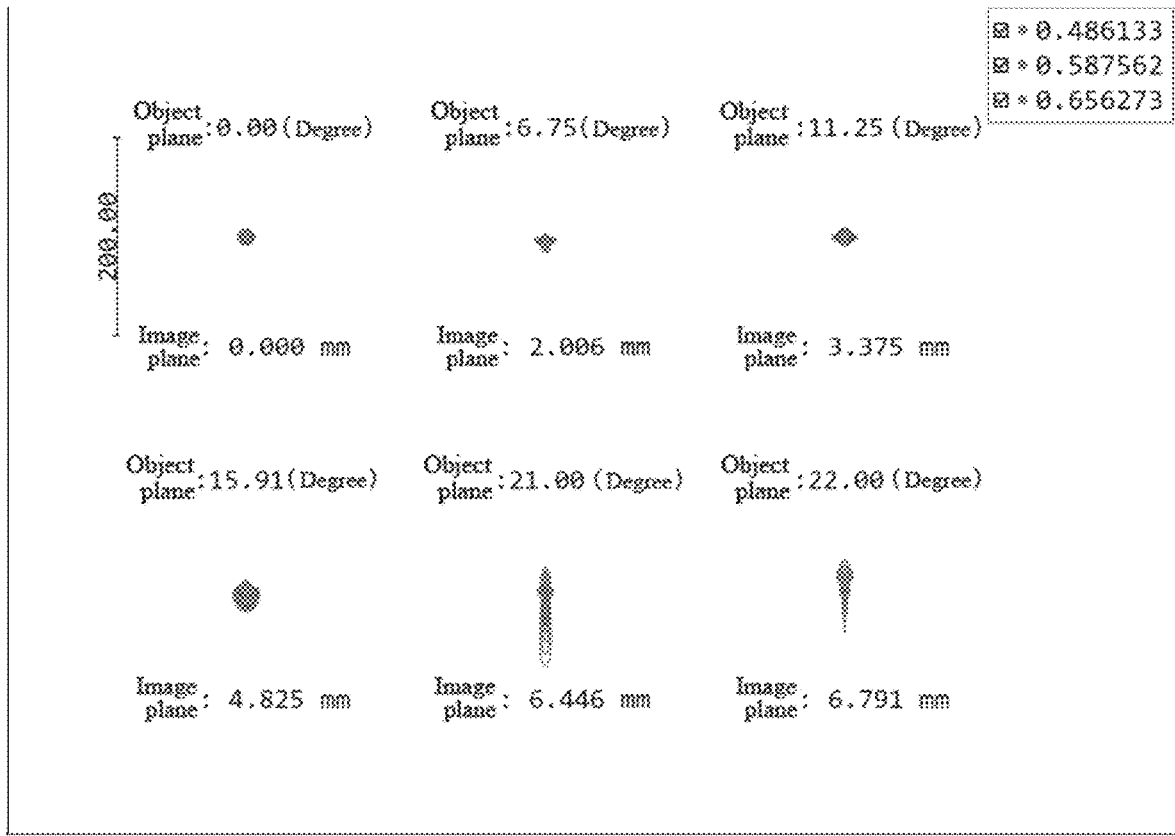 ☑ • 0.486133
☑ • 0.587562
☑ • 0.656273
Object plane:0.00(Degree)
Object plane:6.75(Degree)
Object plane:11.25(Degree)
200.00
Image plane: 0.000 mm
Image plane: 2.006 mm
Image plane: 3.375 mm
Object plane:15.91(Degree)
Object plane:21.00(Degree)
Object plane:22.00(Degree)
Image plane: 4.825 mm
Image plane: 6.446 mm
Image plane: 6.791 mm